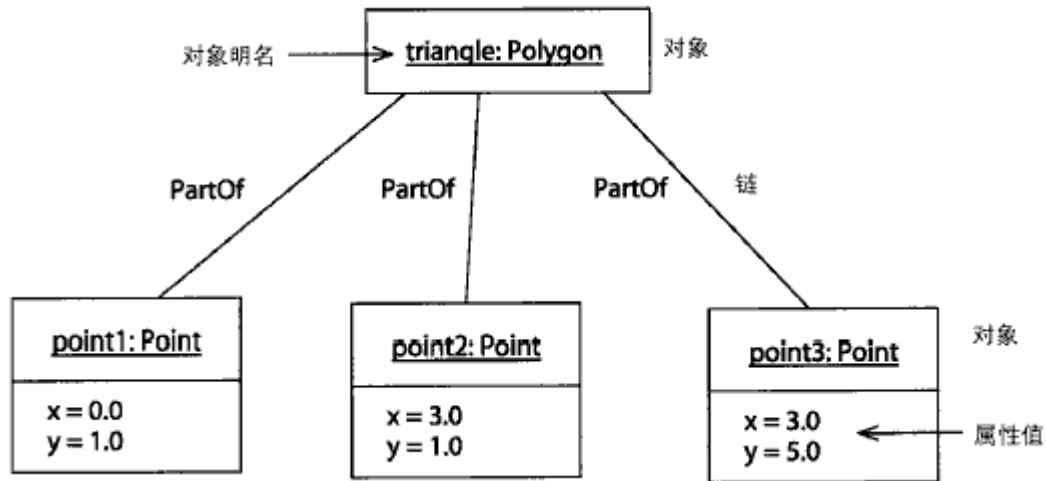 对象明名
triangle: Polygon
对象
PartOf
PartOf
PartOf
链
point1: Point
x = 0.0
y = 1.0
point2: Point
x = 3.0
y = 1.0
point3: Point
x = 3.0
y = 5.0
对象
属性值